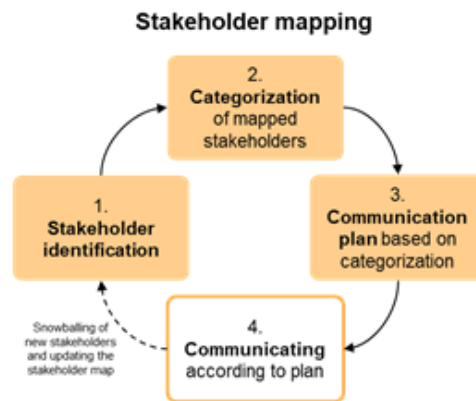 Stakeholder mapping
1.
Stakeholder
identification
2.
Categorization
of mapped
stakeholders
3.
Communication
plan based on
categorization
4.
Communicating
according to plan
Snowballing of
new stakeholders
and updating the
stakeholder map